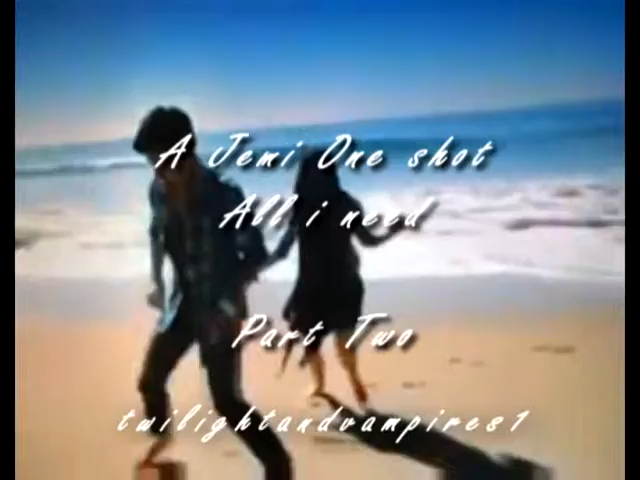 A Jemi One shot
All i need
Part Two
twilightandvampires1